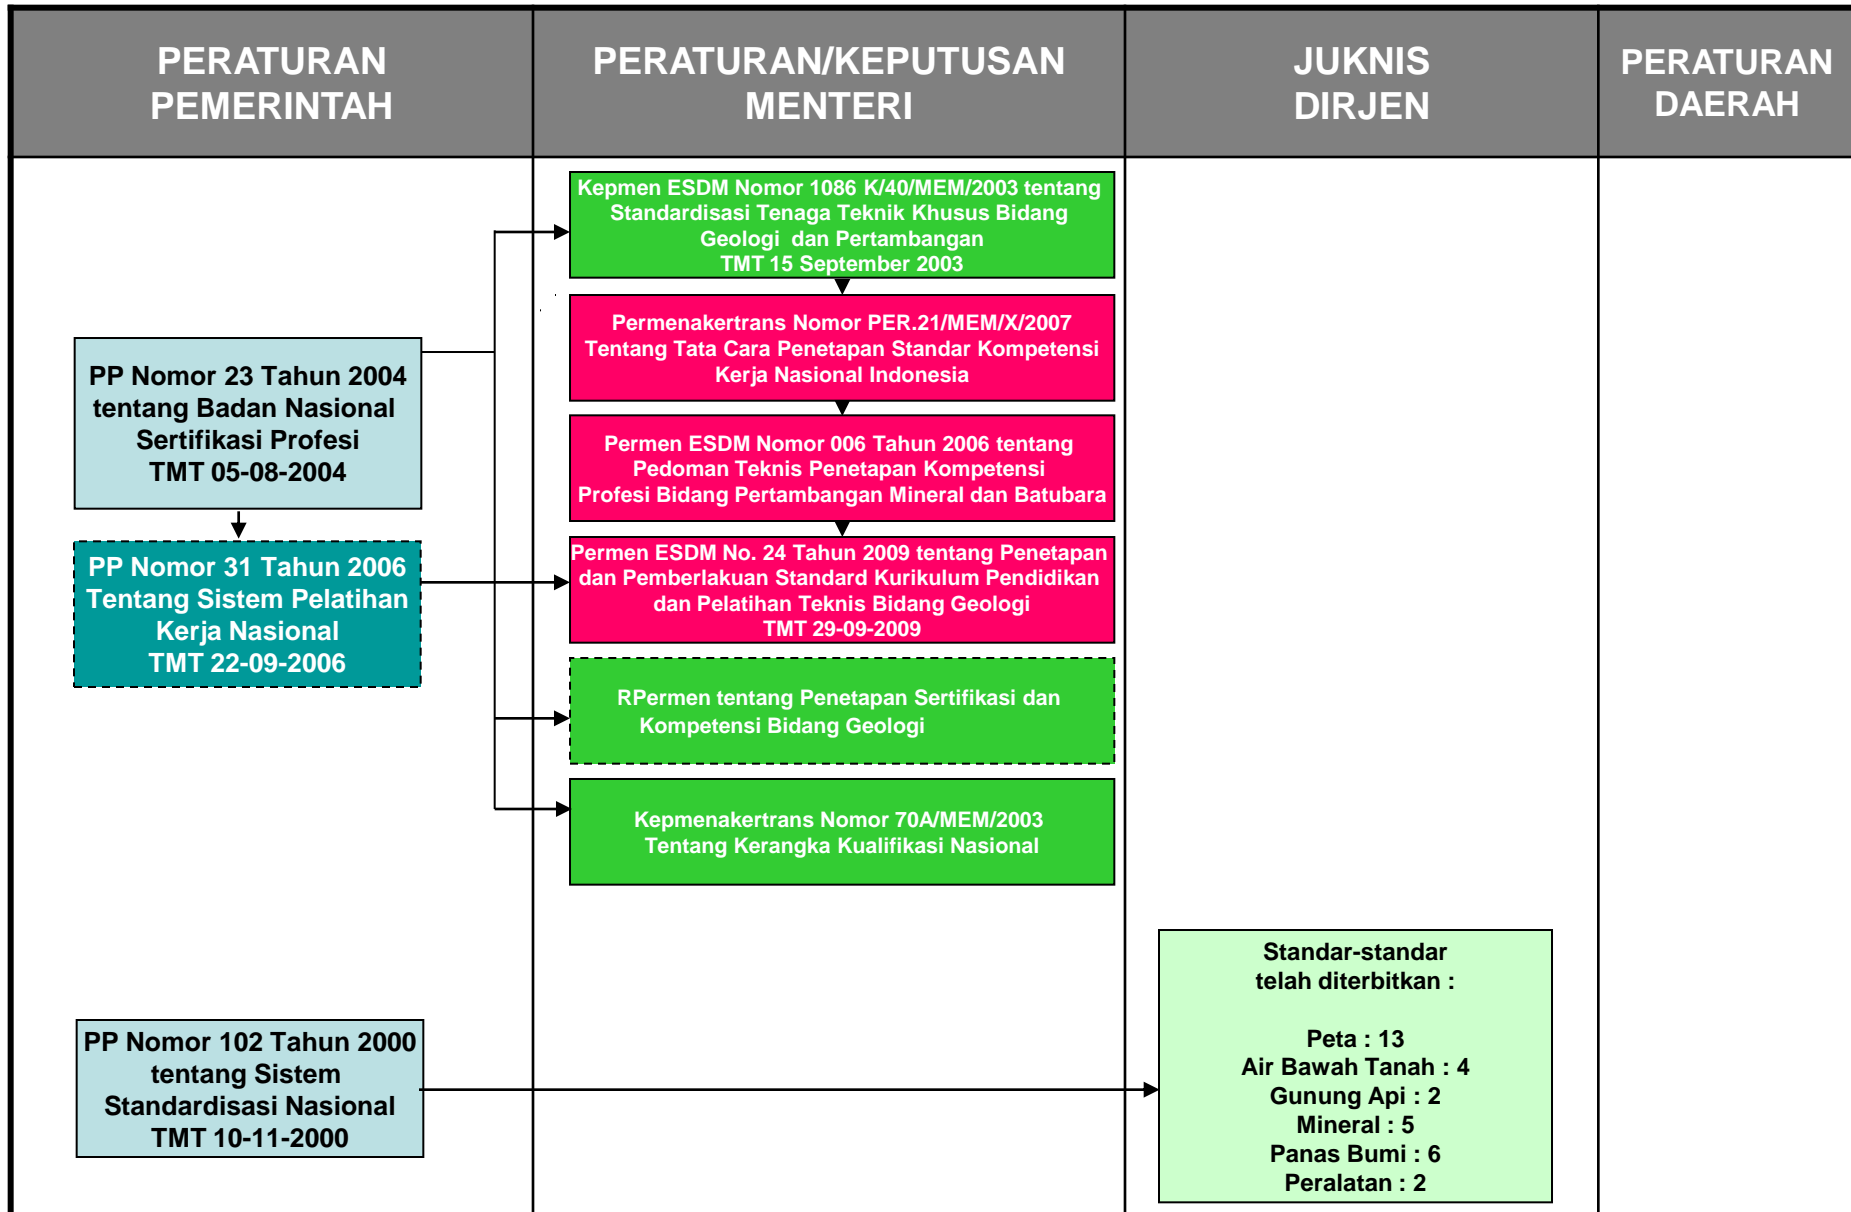 PERATURAN
PEMERINTAH
PERATURAN/KEPUTUSAN
MENTERI
JUKNIS
DIRJEN
PERATURAN
DAERAH
Kepmen ESDM Nomor 1086 K/40/MEM/2003 tentang
Standardisasi Tenaga Teknik Khusus Bidang
Geologi dan Pertambangan
TMT 15 September 2003
Permenakertrans Nomor PER.21/MEM/X/2007
Tentang Tata Cara Penetapan Standar Kompetensi
Kerja Nasional Indonesia
PP Nomor 23 Tahun 2004
tentang Badan Nasional
Sertifikasi Profesi
TMT 05-08-2004
Permen ESDM Nomor 006 Tahun 2006 tentang
Pedoman Teknis Penetapan Kompetensi
Profesi Bidang Pertambangan Mineral dan Batubara
PP Nomor 31 Tahun 2006
Tentang Sistem Pelatihan
Kerja Nasional
TMT 22-09-2006
Permen ESDM No. 24 Tahun 2009 tentang Penetapan
dan Pemberlakuan Standard Kurikulum Pendidikan
dan Pelatihan Teknis Bidang Geologi
TMT 29-09-2009
RPermen tentang Penetapan Sertifikasi dan
Kompetensi Bidang Geologi
Kepmenakertrans Nomor 70A/MEM/2003
Tentang Kerangka Kualifikasi Nasional
PP Nomor 102 Tahun 2000
tentang Sistem
Standardisasi Nasional
TMT 10-11-2000
Standar-standar
telah diterbitkan :
Peta : 13
Air Bawah Tanah : 4
Gunung Api : 2
Mineral : 5
Panas Bumi : 6
Peralatan : 2